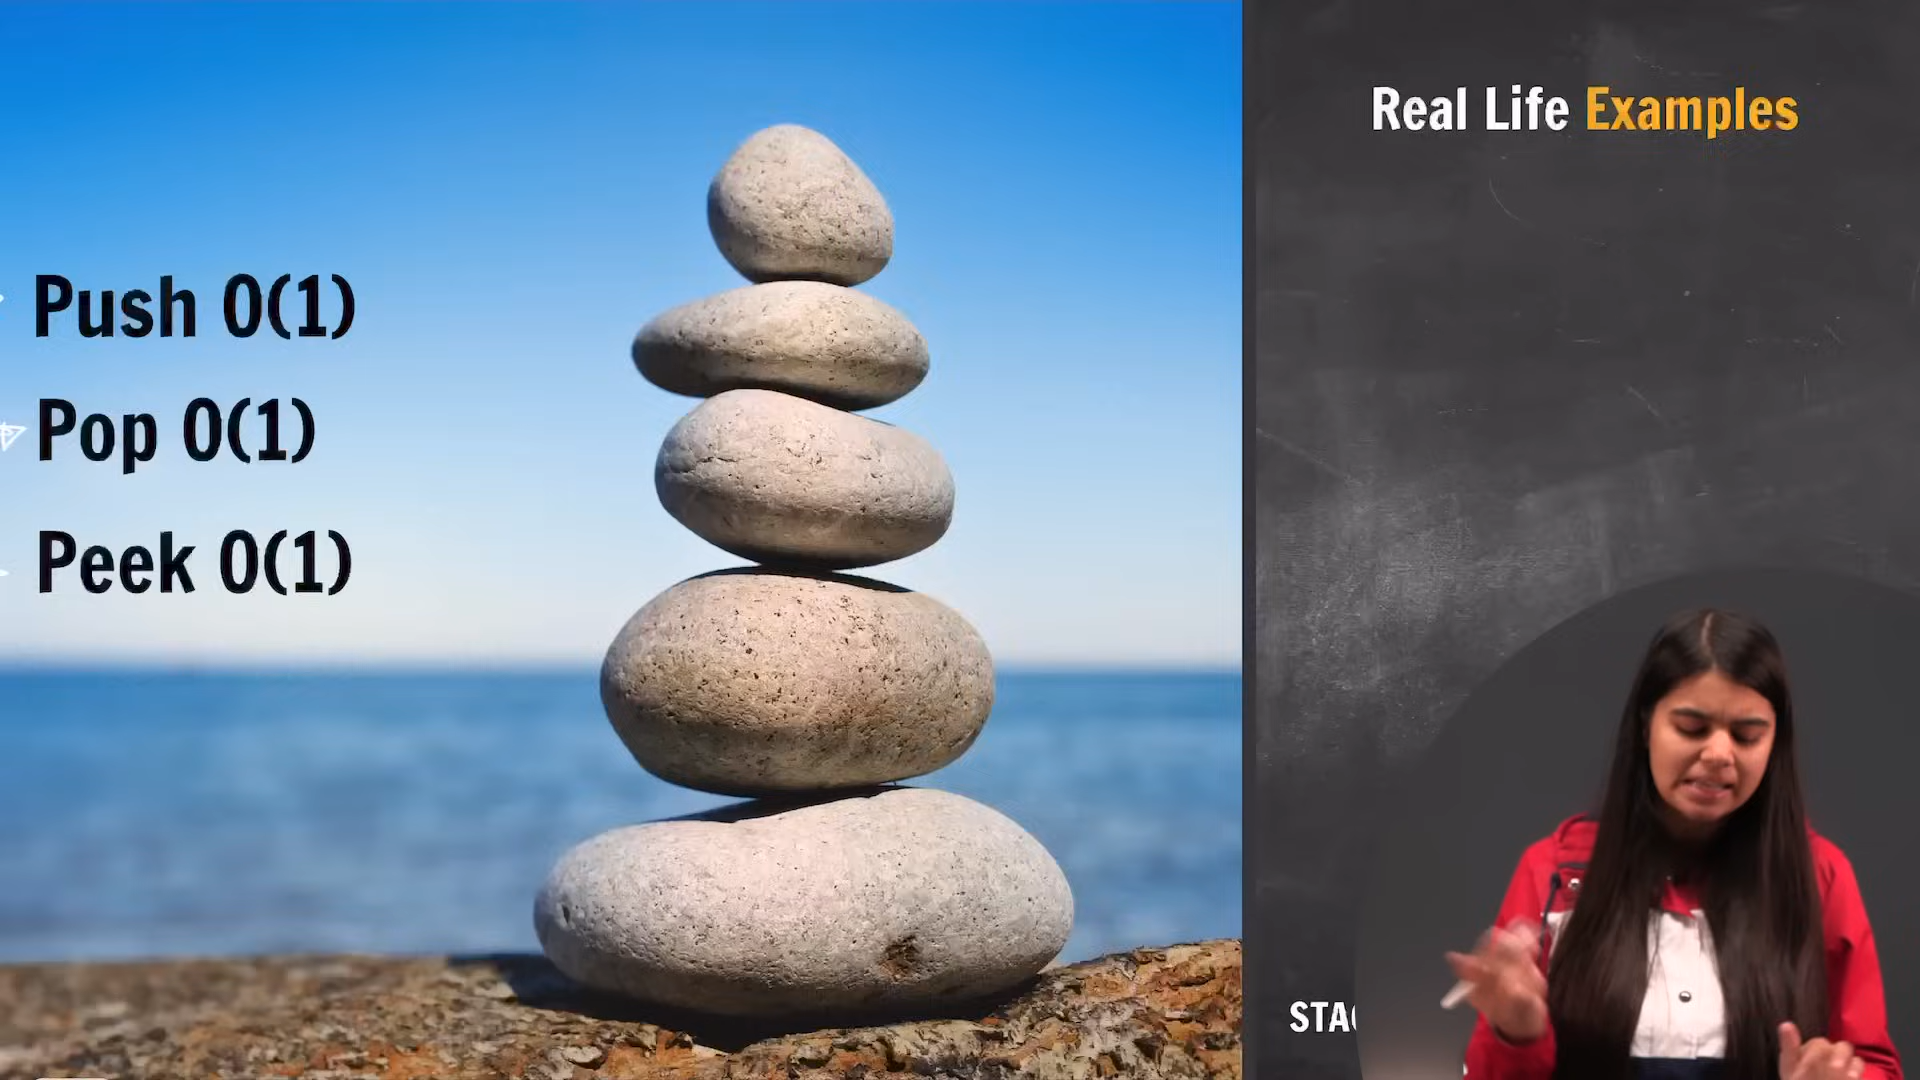 Real Life Examples
Push O(1)
Pop O(1)
Peek O(1)